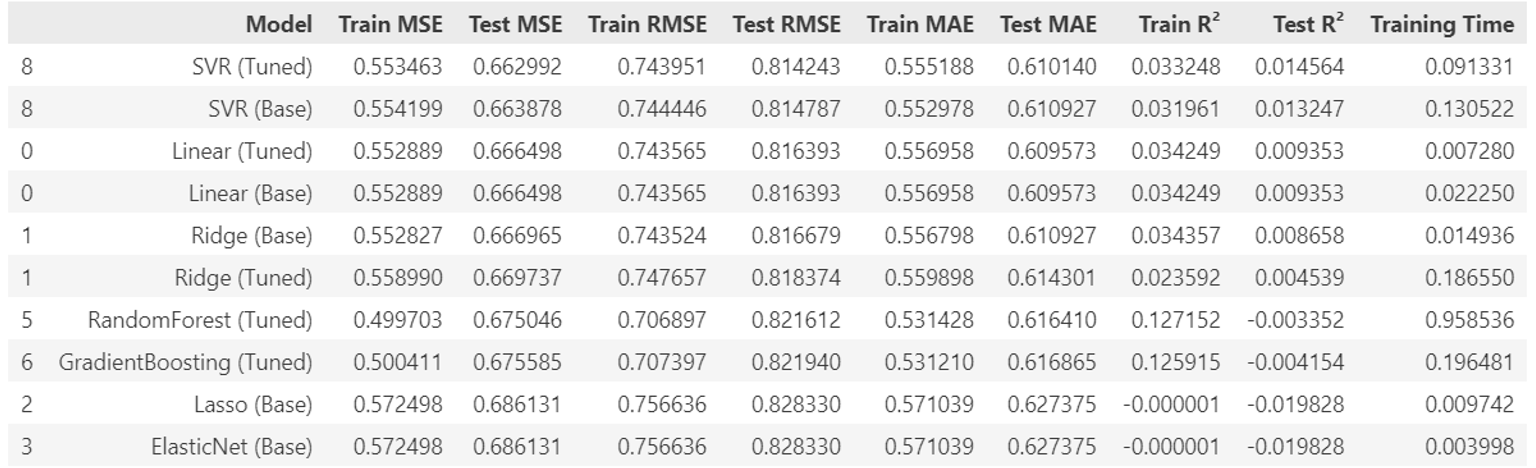 Model Train MSE Test MSE Train RMSE Test RMSE Train MAE Test MAE Train R² Test R² Training Time
8 SVR (Tuned) 0.553463 0.662992 0.743951 0.814243 0.555188 0.610140 0.033248 0.014564 0.091331
8 SVR (Base) 0.554199 0.663878 0.744446 0.814787 0.552978 0.610927 0.031961 0.013247 0.130522
0 Linear (Tuned) 0.552889 0.666498 0.743565 0.816393 0.556958 0.609573 0.034249 0.009353 0.007280
0 Linear (Base) 0.552889 0.666498 0.743565 0.816393 0.556958 0.609573 0.034249 0.009353 0.022250
1 Ridge (Base) 0.552827 0.666965 0.743524 0.816679 0.556798 0.610927 0.034357 0.008658 0.014936
1 Ridge (Tuned) 0.558990 0.669737 0.747657 0.818374 0.559898 0.614301 0.023592 0.004539 0.186550
5 RandomForest (Tuned) 0.499703 0.675046 0.706897 0.821612 0.531428 0.616410 0.127152 -0.003352 0.958536
6 GradientBoosting (Tuned) 0.500411 0.675585 0.707397 0.821940 0.531210 0.616865 0.125915 -0.004154 0.196481
2 Lasso (Base) 0.572498 0.686131 0.756636 0.828330 0.571039 0.627375 -0.000001 -0.019828 0.009742
3 ElasticNet (Base) 0.572498 0.686131 0.756636 0.828330 0.571039 0.627375 -0.000001 -0.019828 0.003998